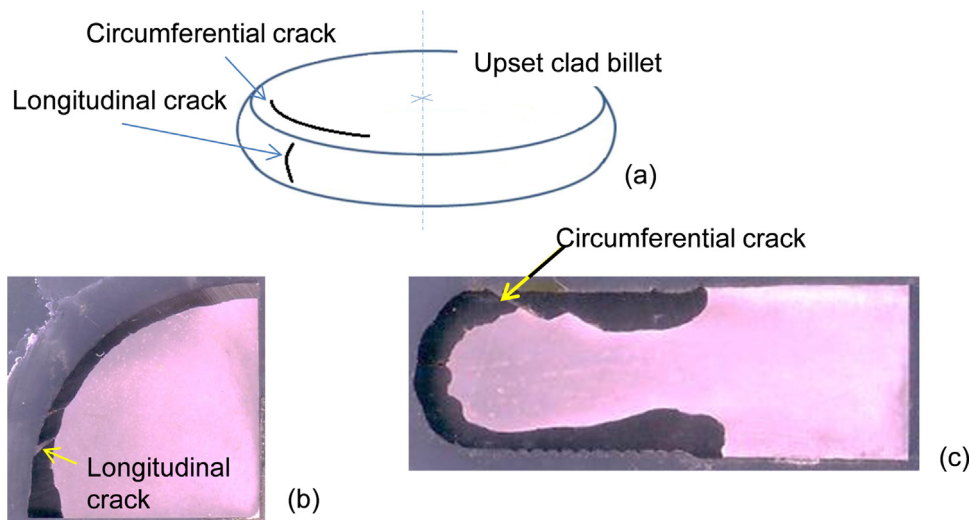 Circumferential crack
Upset clad billet
Longitudinal crack
(a)
Circumferential crack
Longitudinal
crack
(b)
(c)